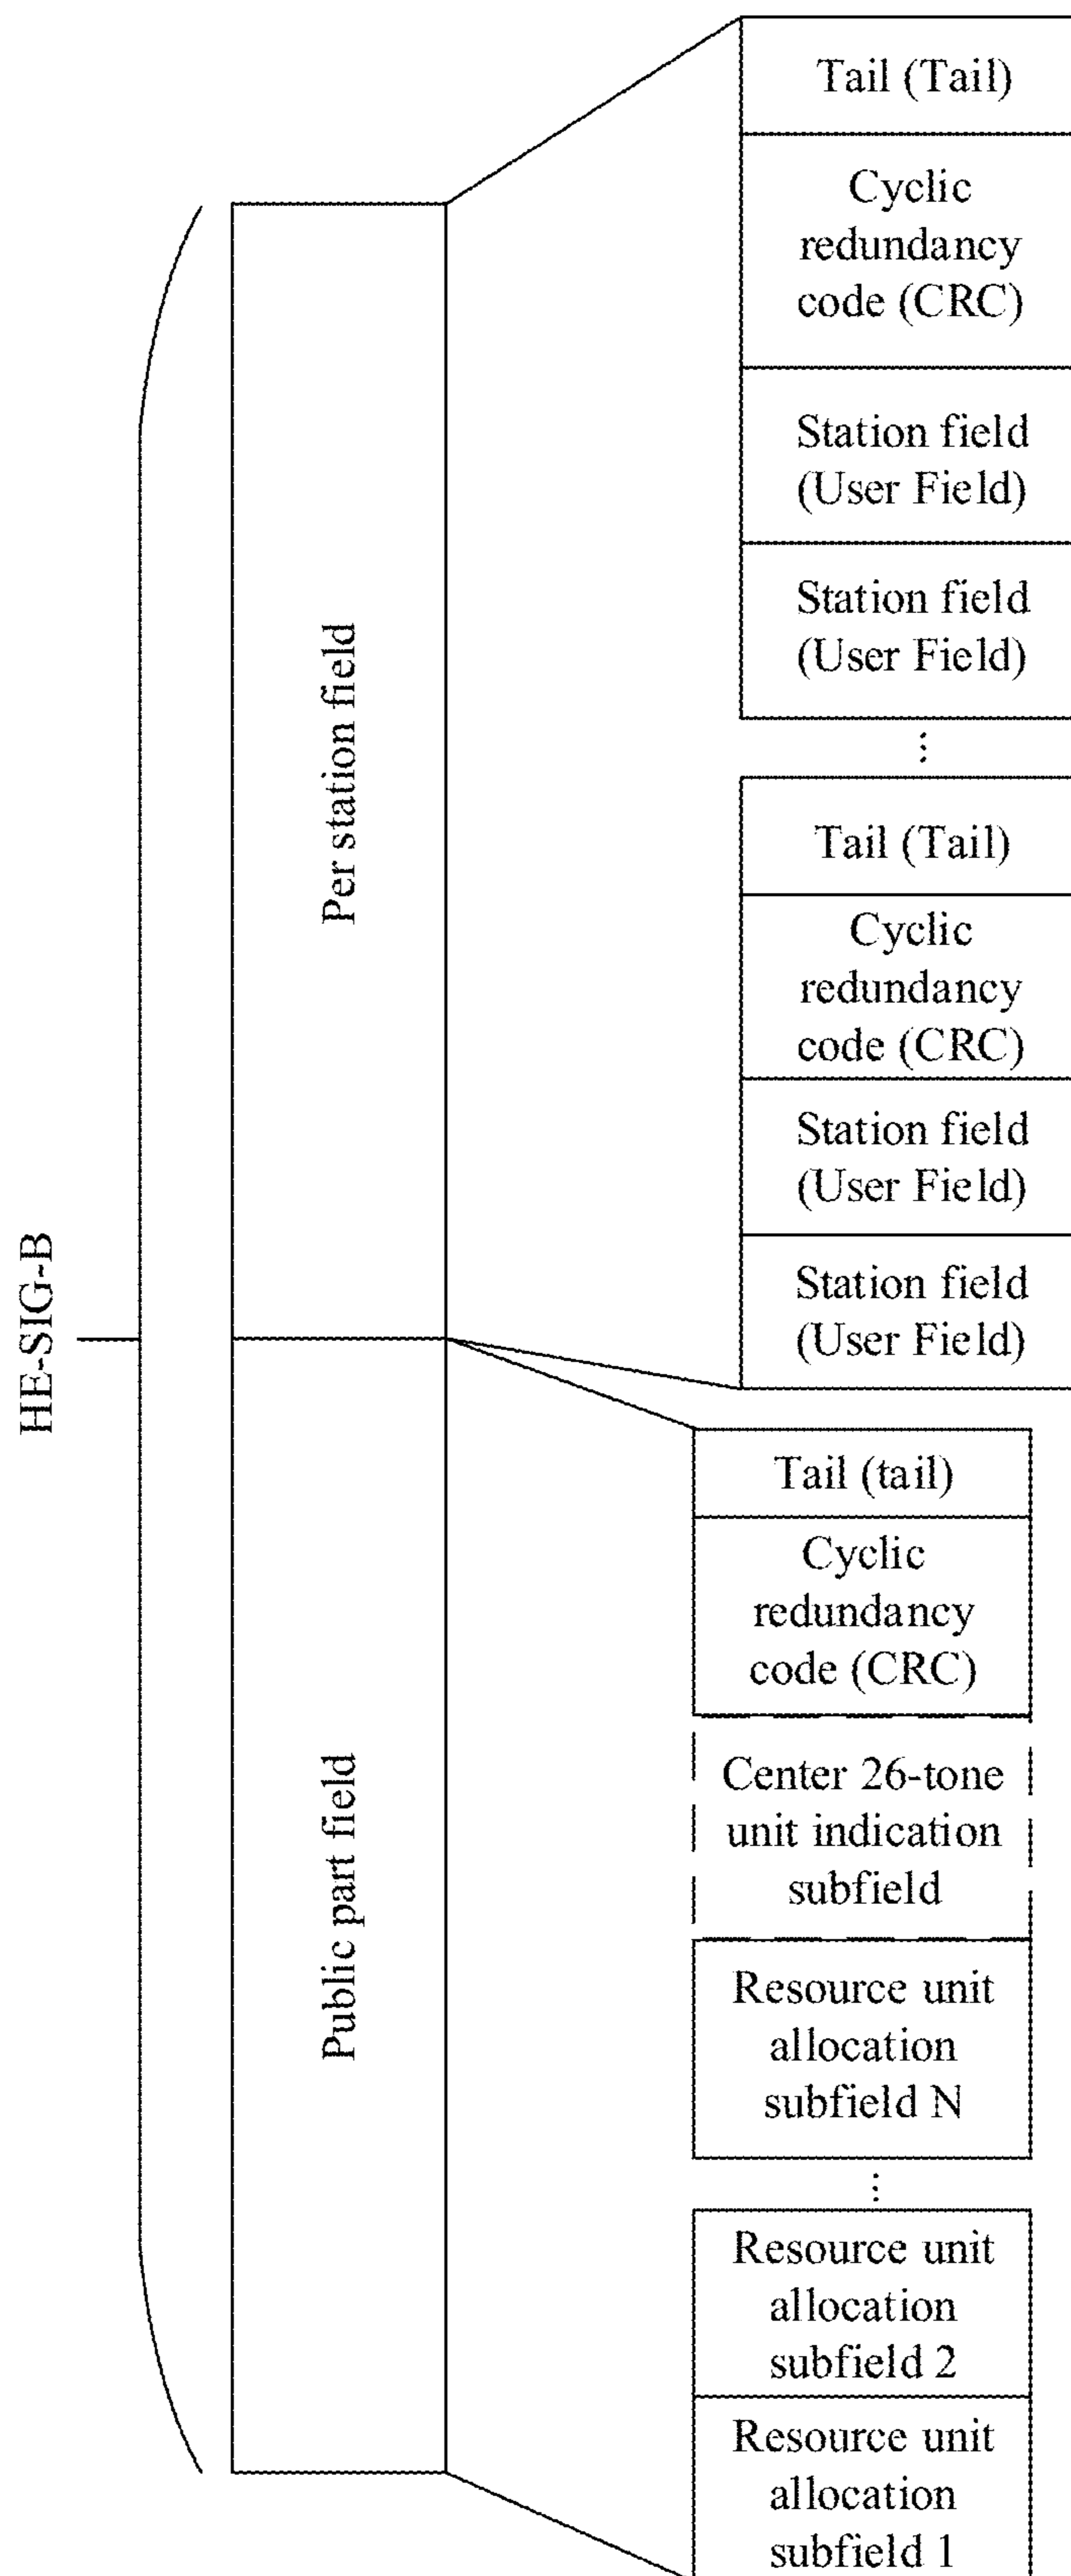 HE-SIG-B
Per station field
Public part field
Tail (Tail)
Cyclic
redundancy
code (CRC)
Station field
(User Field)
Station field
(User Field)
⋮
Tail (Tail)
Cyclic
redundancy
code (CRC)
Station field
(User Field)
Station field
(User Field)
Tail (tail)
Cyclic
redundancy
code (CRC)
Center 26-tone
unit indication
subfield
Resource unit
allocation
subfield N
⋮
Resource unit
allocation
subfield 2
Resource unit
allocation
subfield 1